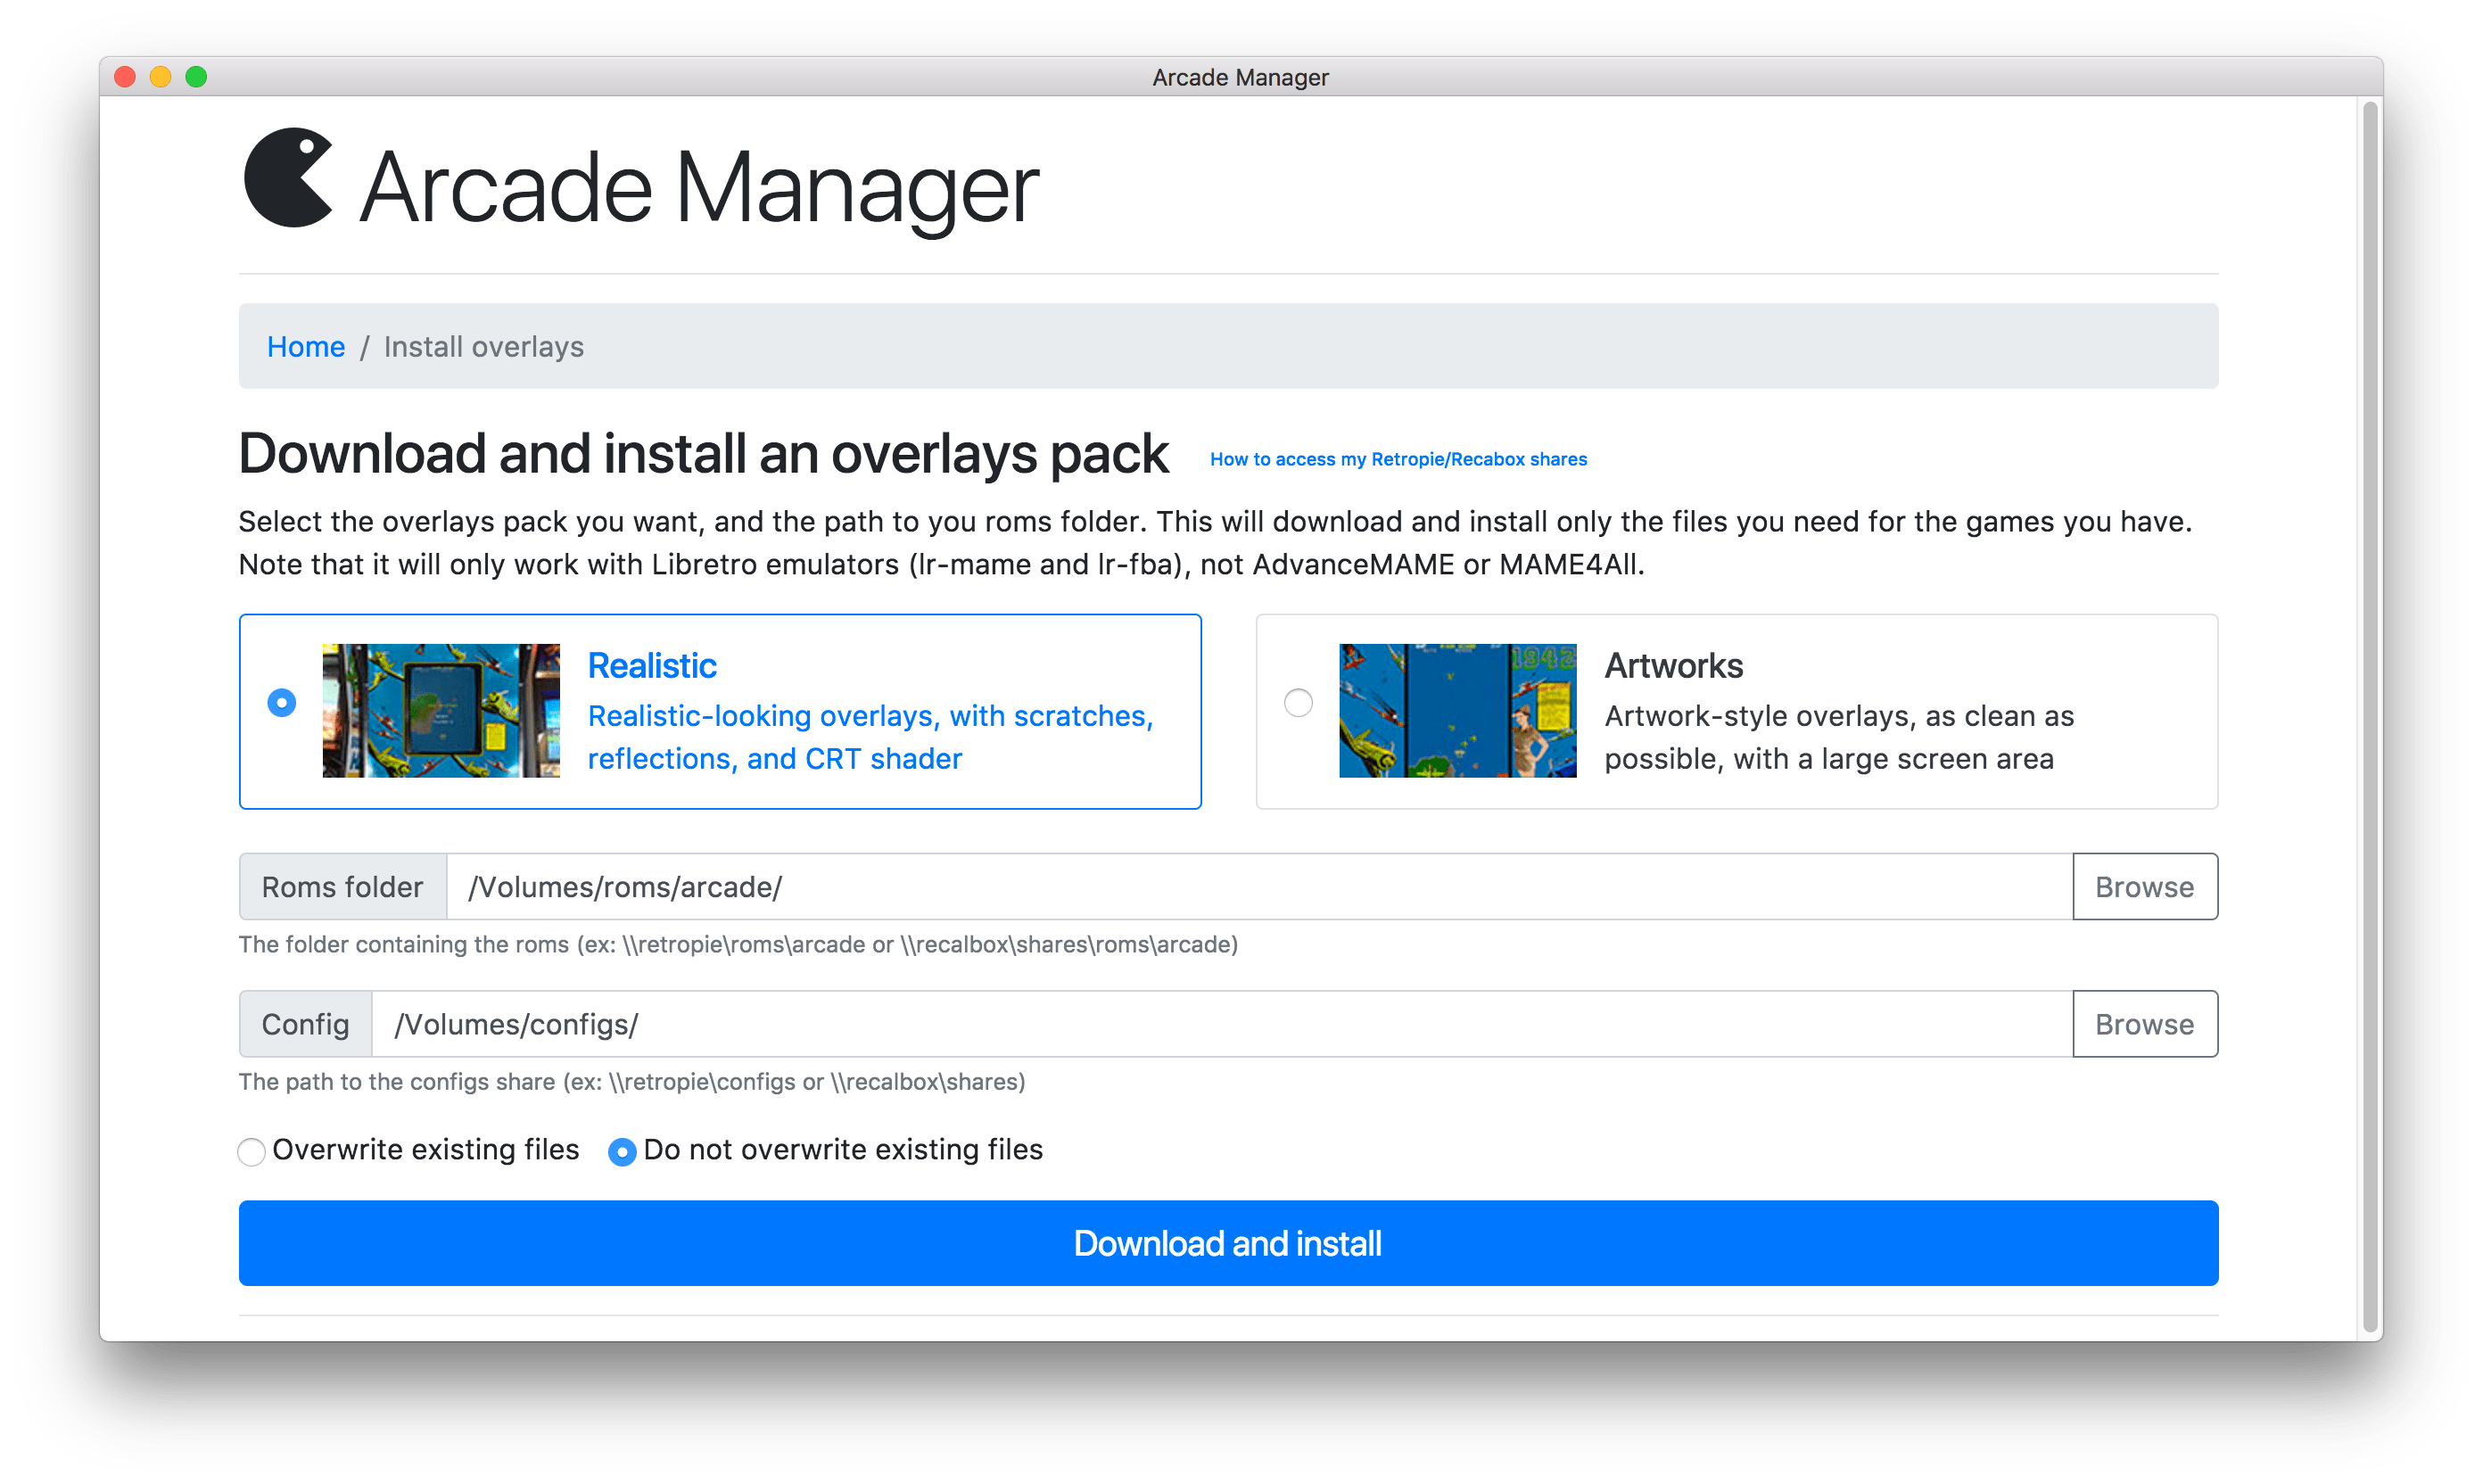 Arcade Manager
Arcade Manager
Home / Install overlays
Download and install an overlays pack How to access my Retropie/Recabox shares
Select the overlays pack you want, and the path to you roms folder. This will download and install only the files you need for the games you have.
Note that it will only work with Libretro emulators (lr-mame and lr-fba), not AdvanceMAME or MAME4All.
Realistic
Realistic-looking overlays, with scratches,
reflections, and CRT shader
1942
Artworks
Artwork-style overlays, as clean as
possible, with a large screen area
Roms folder /Volumes/roms/arcade/ Browse
The folder containing the roms (ex: \\retropie\roms\arcade or \\recalbox\shares\roms\arcade)
Config /Volumes/configs/ Browse
The path to the configs share (ex: \\retropie\configs or \\recalbox\shares)
Overwrite existing files Do not overwrite existing files
Download and install